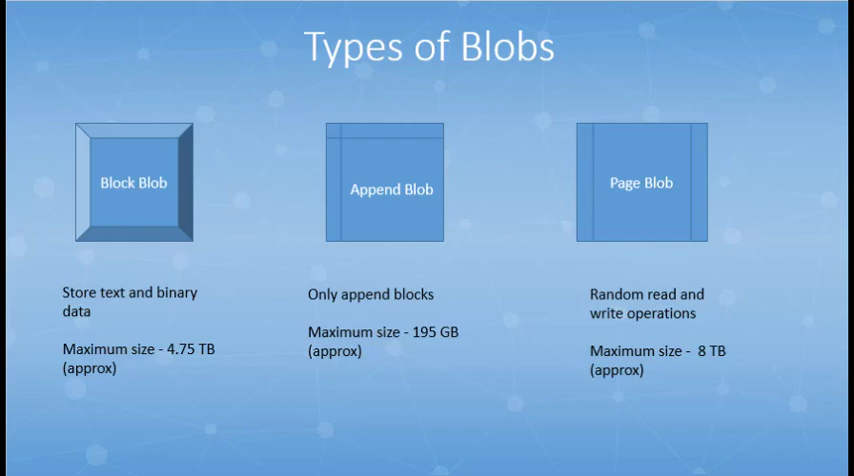 Types of Blobs
Block Blob
Append Blob
Page Blob
Store text and binary
data
Maximum size - 4.75 TB
(approx)
Only append blocks
Maximum size - 195 GB
(approx)
Random read and
write operations
Maximum size -  8 TB
(approx)